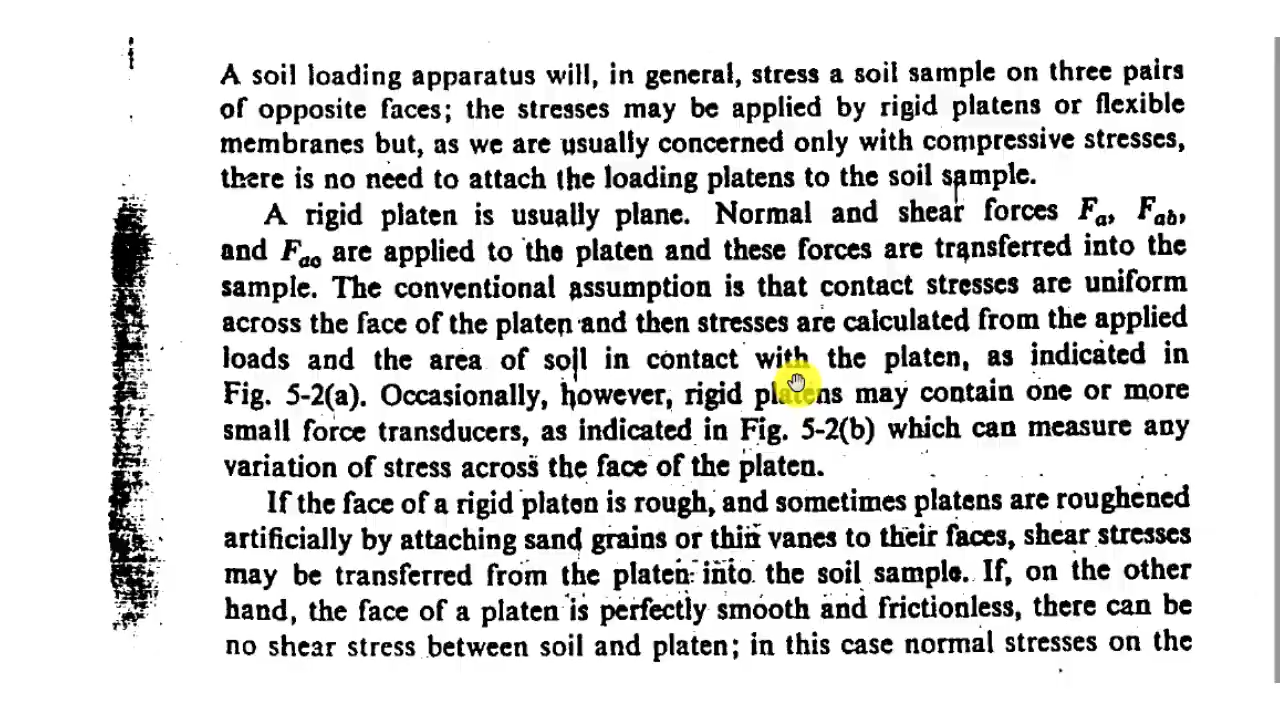 A soil loading apparatus will, in general, stress a soil sample on three pairs
of opposite faces; the stresses may be applied by rigid platens or flexible
membranes but, as we are usually concerned only with compressive stresses,
there is no need to attach the loading platens to the soil sample.
A rigid platen is usually plane. Normal and shear forces Fa, Fab,
and Fac are applied to the platen and these forces are transferred into the
sample. The conventional assumption is that contact stresses are uniform
across the face of the platen and then stresses are calculated from the applied
loads and the area of soil in contact with the platen, as indicated in
Fig. 5-2(a). Occasionally, however, rigid platens may contain one or more
small force transducers, as indicated in Fig. 5-2(b) which can measure any
variation of stress across the face of the platen.
If the face of a rigid platen is rough, and sometimes platens are roughened
artificially by attaching sand grains or thin vanes to their faces, shear stresses
may be transferred from the platen into the soil sample. If, on the other
hand, the face of a platen is perfectly smooth and frictionless, there can be
no shear stress between soil and platen; in this case normal stresses on the